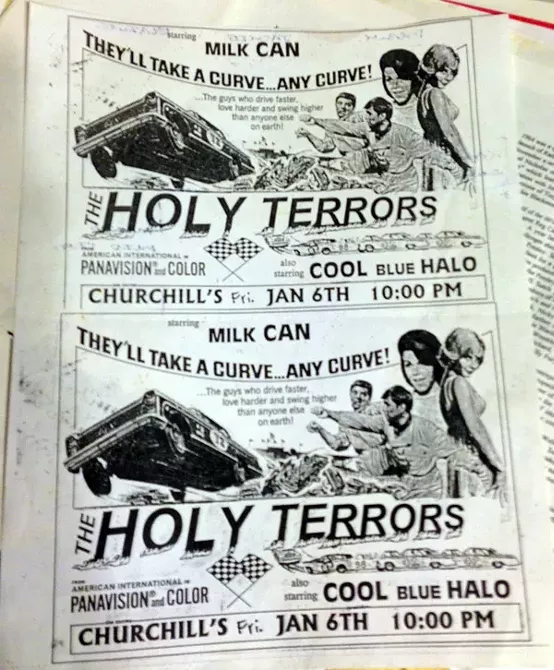 starring
MILK CAN
THEY'LL TAKE A CURVE...ANY CURVE!
...The guys who drive faster,
love harder and swing higher
than anyone else
on earth!
THE HOLY TERRORS
AMERICAN INTERNATIONAL IN
PANAVISION® and COLOR
also
starring COOL BLUE HALO
CHURCHILL'S Fri. JAN 6TH 10:00 PM
starring
MILK CAN
THEY'LL TAKE A CURVE...ANY CURVE!
...The guys who drive faster,
love harder and swing higher
than anyone else
on earth!
THE HOLY TERRORS
FROM
AMERICAN INTERNATIONAL IN
PANAVISION® and COLOR
also
starring COOL BLUE HALO
CHURCHILL'S Fri. JAN 6TH 10:00 PM